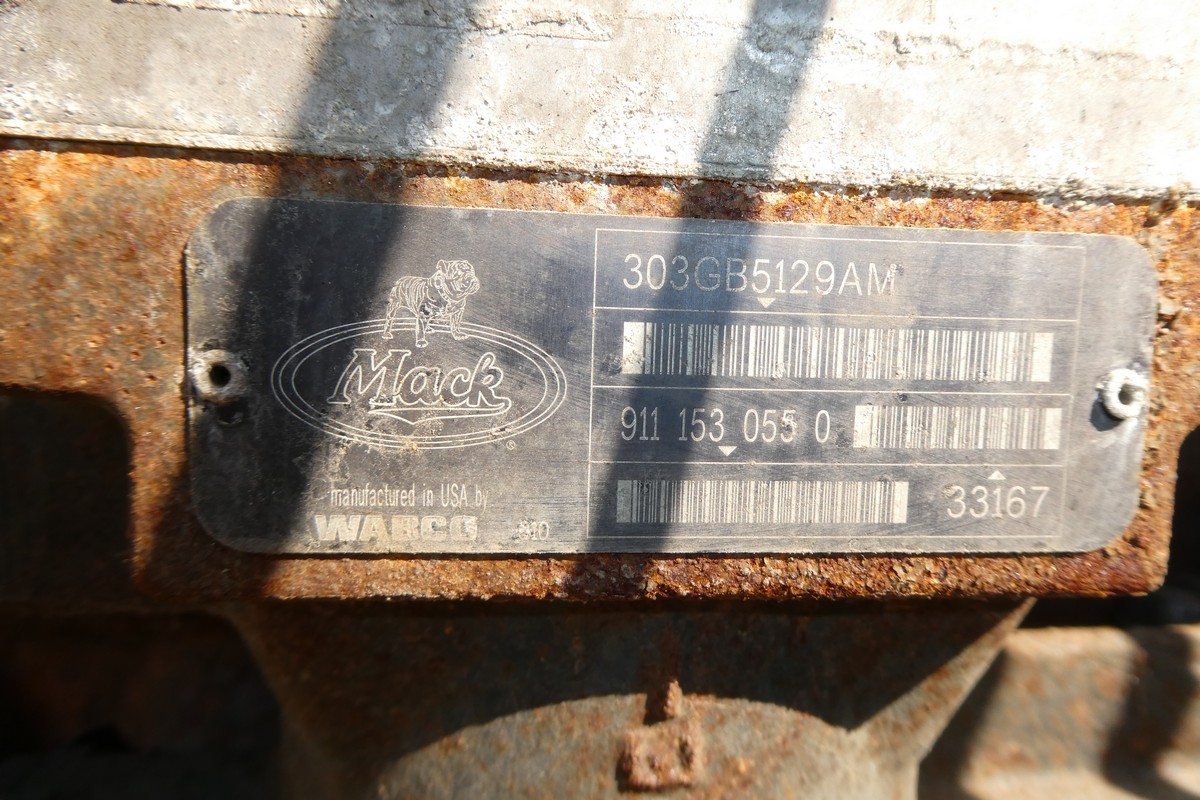 Mack
®
manufactured in USA by
WABCO
303GB5129AM
911 153 055 0
33167